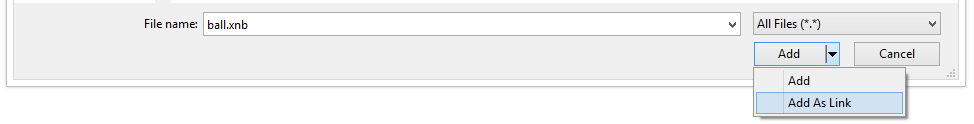 File name: ball.xnb All Files (*.*)
Add Cancel
Add
Add As Link